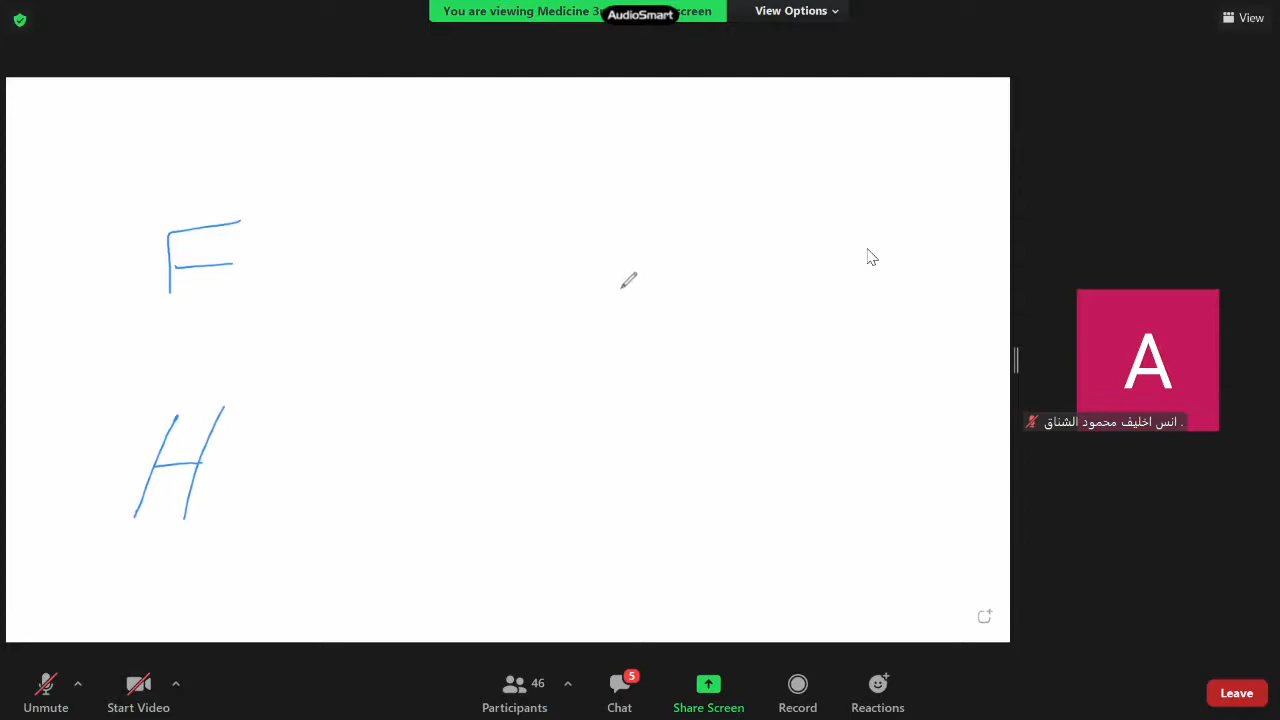 You are viewing Medicine 3 screen
AudioSmart
View Options
View
F
H
A
انس اخليف محمود الشناق .
Unmute
Start Video
46
Participants
5
Chat
Share Screen
Record
Reactions
Leave